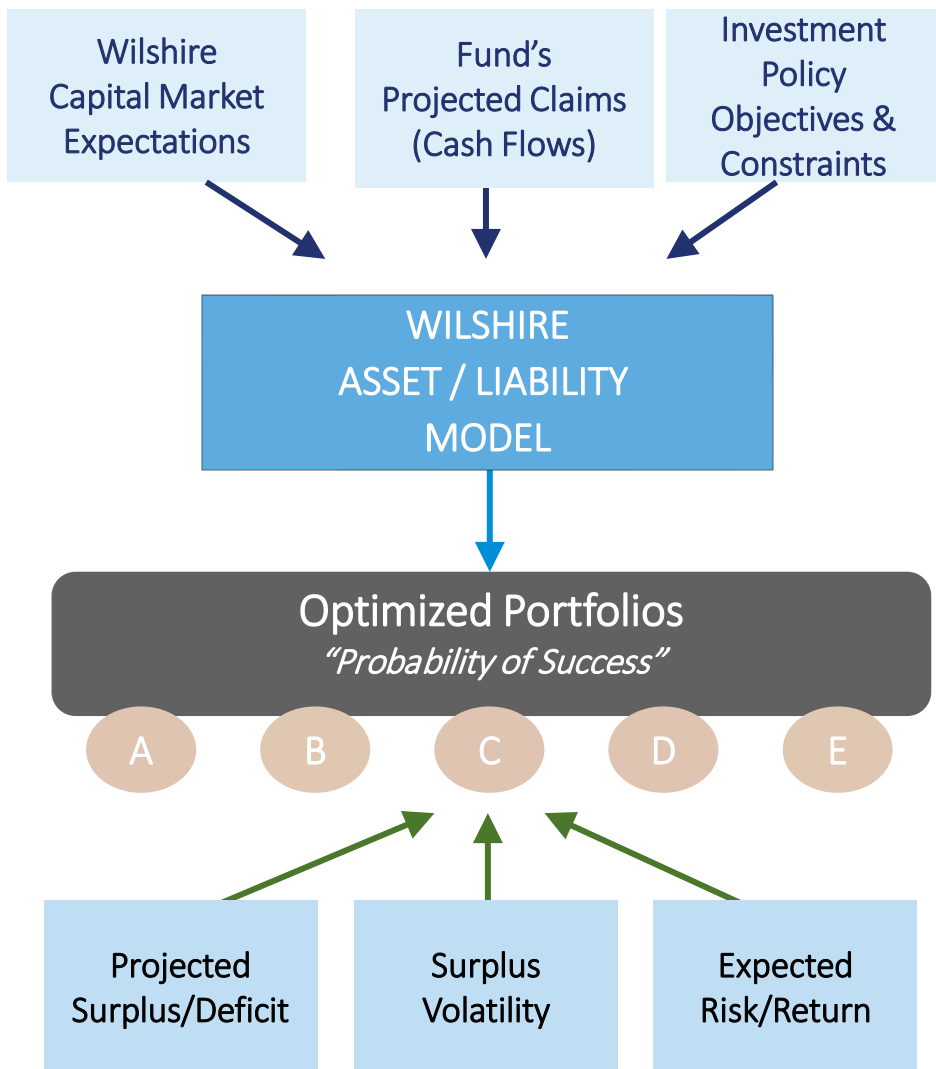 Wilshire
Capital Market
Expectations
Fund’s
Projected Claims
(Cash Flows)
Investment
Policy
Objectives &
Constraints
WILSHIRE
ASSET / LIABILITY
MODEL
Optimized Portfolios
“Probability of Success”
A
B
C
D
E
Projected
Surplus/Deficit
Surplus
Volatility
Expected
Risk/Return